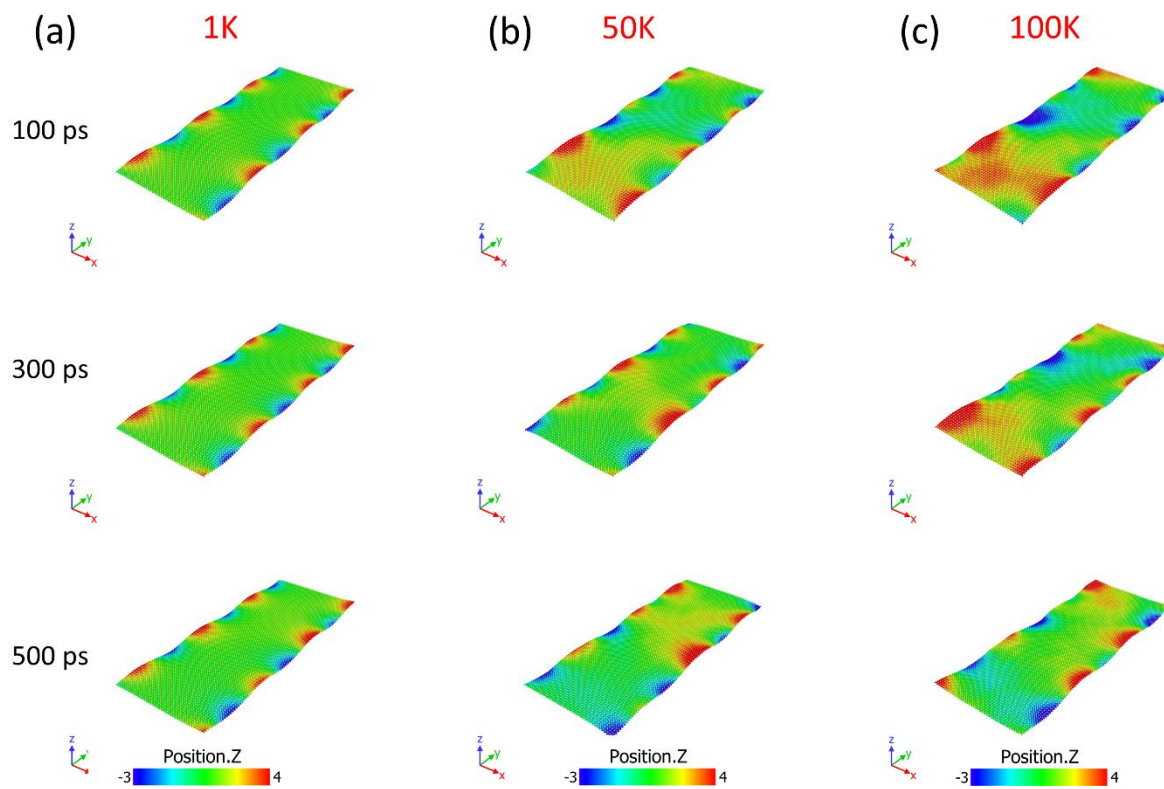 (a) 1K (b) 50K (c) 100K
100 ps
z y x z y x z y x
300 ps
z y x z y x z y x
500 ps
z z y x z y x
Position.Z Position.Z Position.Z
-3 4 -3 4 -3 4